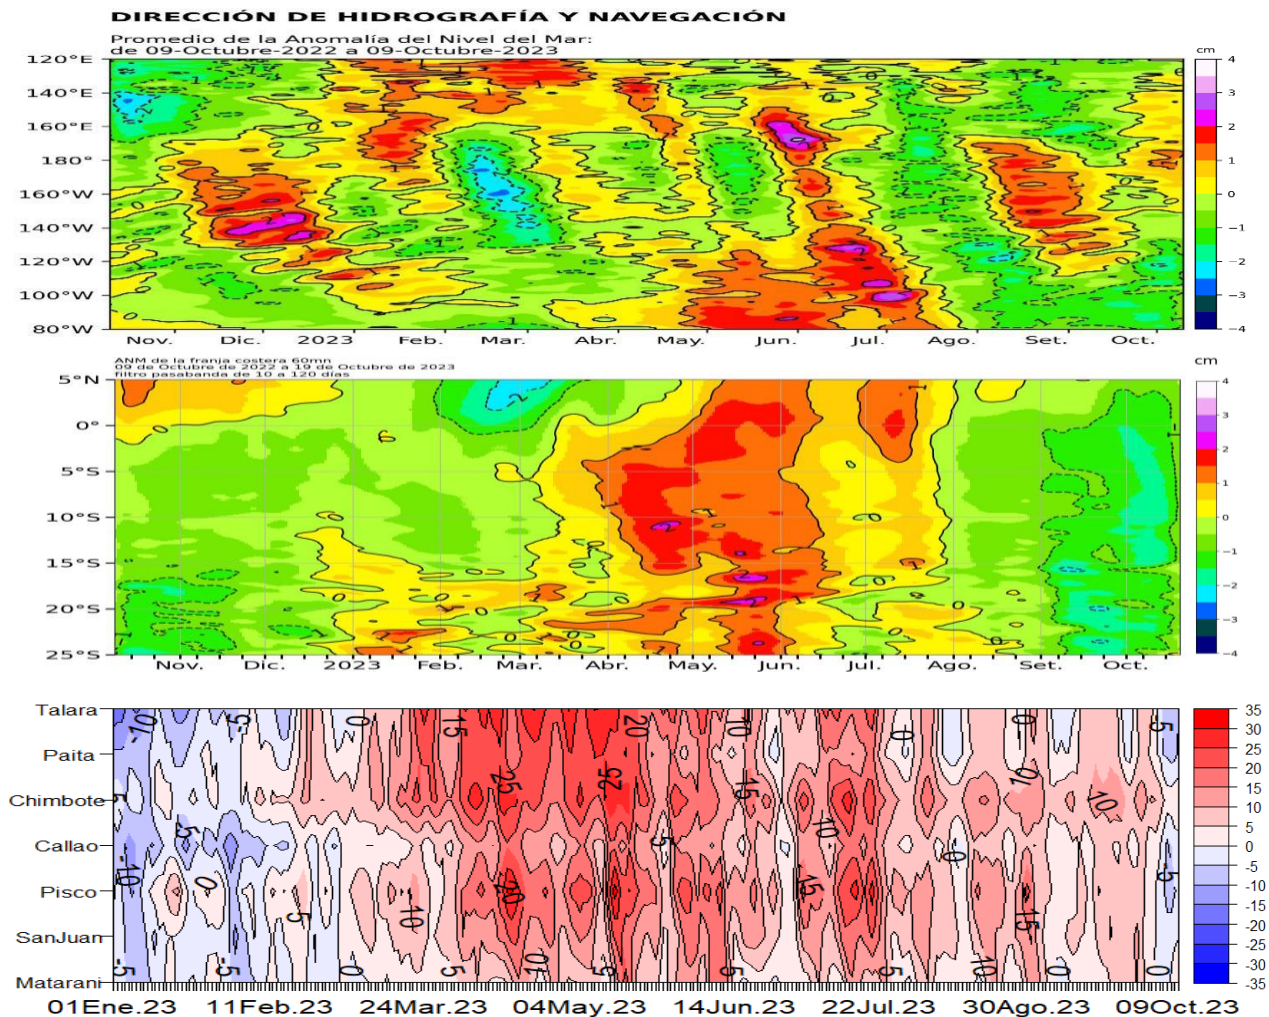 DIRECCIÓN DE HIDROGRAFÍA Y NAVEGACIÓN
Promedio de la Anomalía del Nivel del Mar:
de 09-Octubre-2022 a 09-Octubre-2023
cm
120°E
140°E
160°E
180°
160°W
140°W
120°W
100°W
80°W
4
3
2
1
0
−1
−2
−3
−4
Nov. Dic. 2023 Feb. Mar. Abr. May. Jun. Jul. Ago. Set. Oct.
ANM de la franja costera 60mn
09 de Octubre de 2022 a 19 de Octubre de 2023
filtro pasabanda de 10 a 120 días
cm
5°N
0°
5°S
10°S
15°S
20°S
25°S
4
3
2
1
0
−1
−2
−3
−4
Nov. Dic. 2023 Feb. Mar. Abr. May. Jun. Jul. Ago. Set. Oct.
Talara
Paita
Chimbote
Callao
Pisco
SanJuan
Matarani
35
30
25
20
15
10
5
0
-5
-10
-15
-20
-25
-30
-35
01Ene.23 11Feb.23 24Mar.23 04May.23 14Jun.23 22Jul.23 30Ago.23 09Oct.23